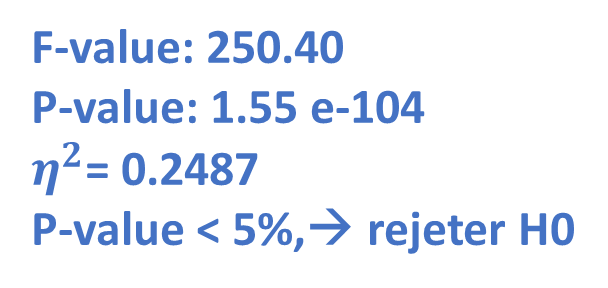 F-value: 250.40
P-value: 1.55 e-104
η²= 0.2487
P-value < 5%,→ rejeter H0